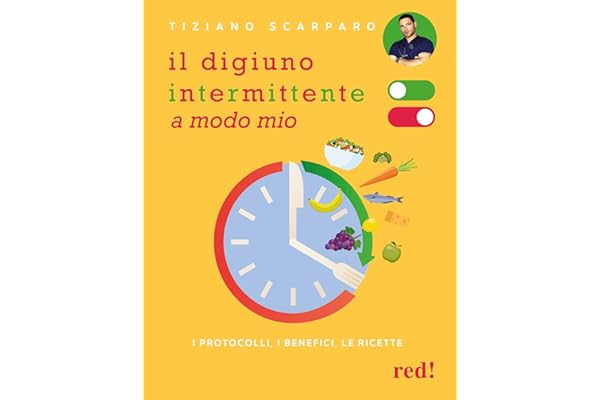 TIZIANO SCARPARO
il digiuno
intermittente
a modo mio
I PROTOCOLLI, I BENEFICI, LE RICETTE
red!